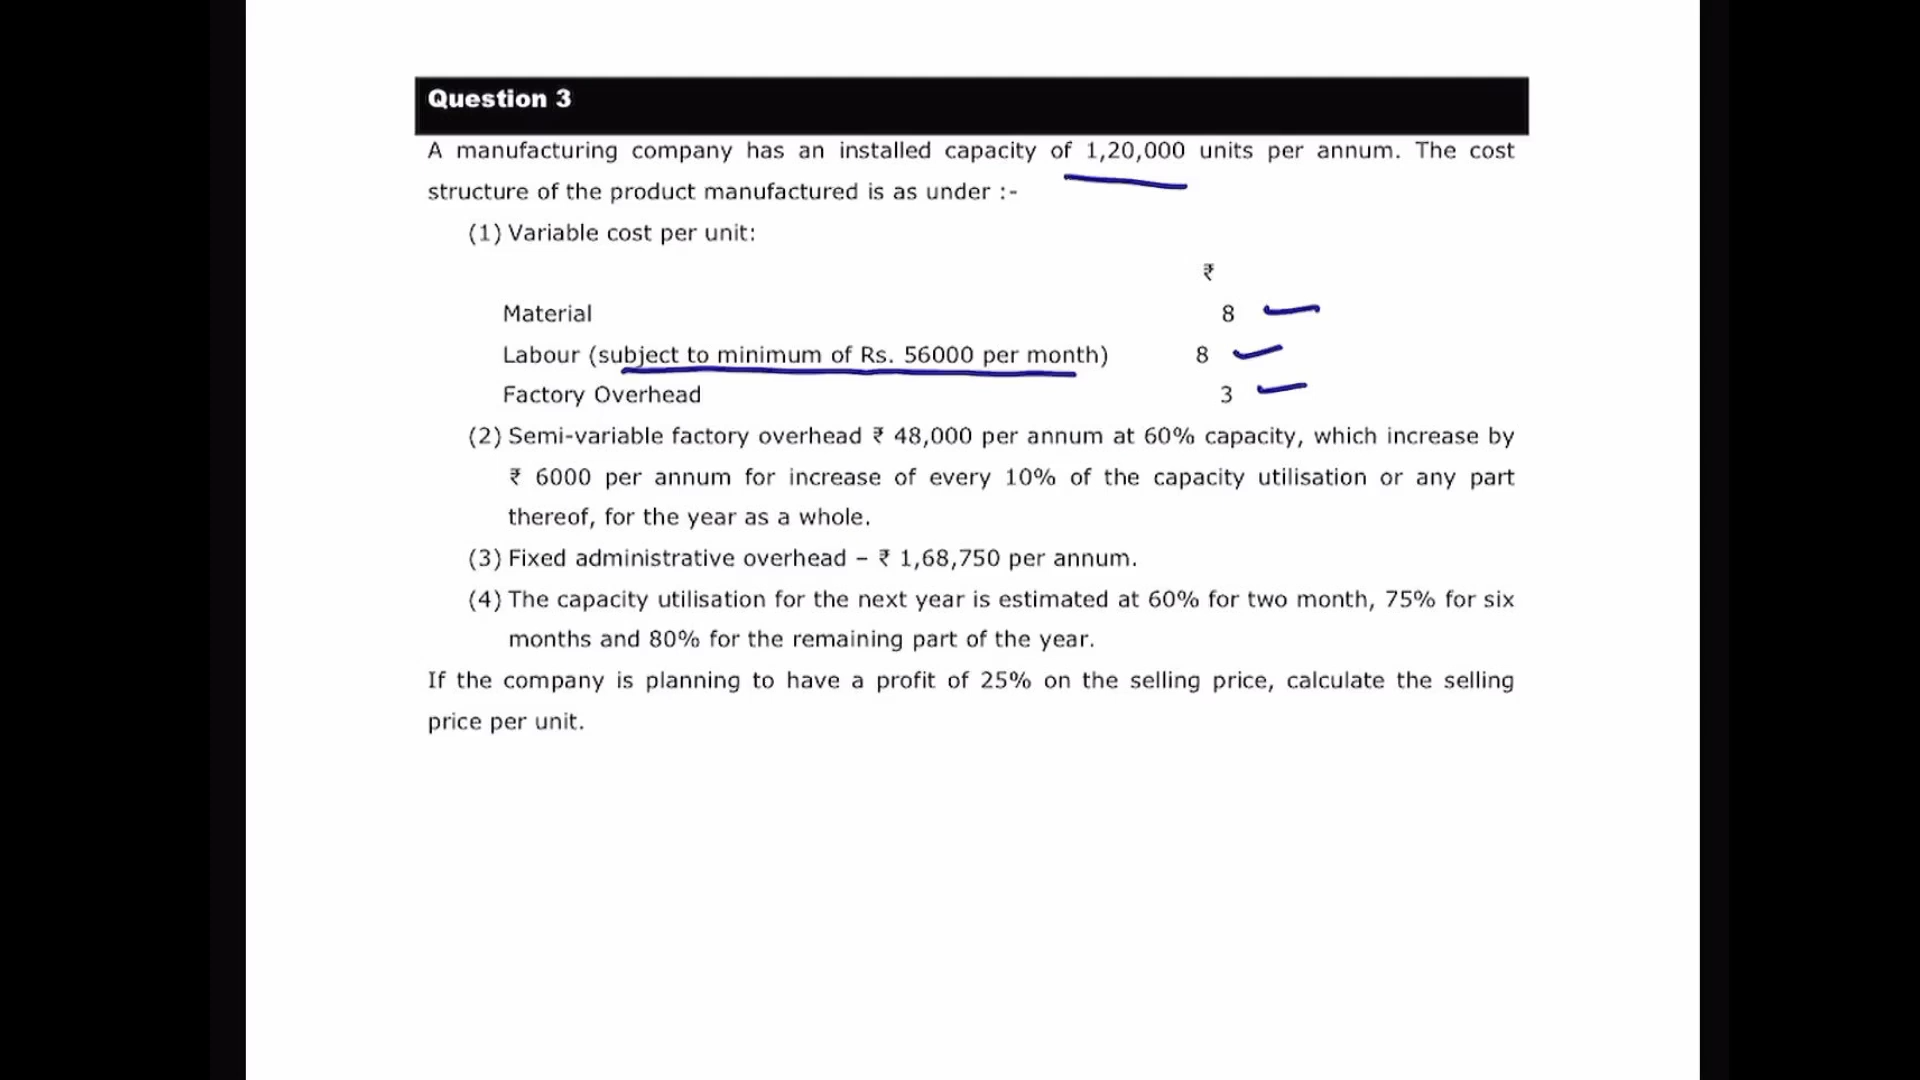 Question 3
A manufacturing company has an installed capacity of 1,20,000 units per annum. The cost
structure of the product manufactured is as under :-
(1) Variable cost per unit:
₹
Material 8
Labour (subject to minimum of Rs. 56000 per month) 8
Factory Overhead 3
(2) Semi-variable factory overhead ₹ 48,000 per annum at 60% capacity, which increase by
₹ 6000 per annum for increase of every 10% of the capacity utilisation or any part
thereof, for the year as a whole.
(3) Fixed administrative overhead – ₹ 1,68,750 per annum.
(4) The capacity utilisation for the next year is estimated at 60% for two month, 75% for six
months and 80% for the remaining part of the year.
If the company is planning to have a profit of 25% on the selling price, calculate the selling
price per unit.